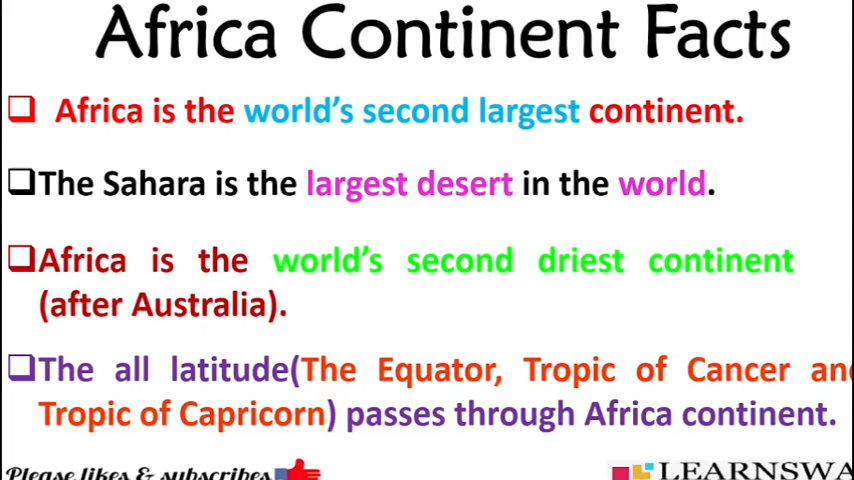 Africa Continent Facts
Africa is the world's second largest continent.
The Sahara is the largest desert in the world.
Africa is the world's second driest continent
(after Australia).
The all latitude(The Equator, Tropic of Cancer and
Tropic of Capricorn) passes through Africa continent.
Please likes & subscribes
LEARNSWA